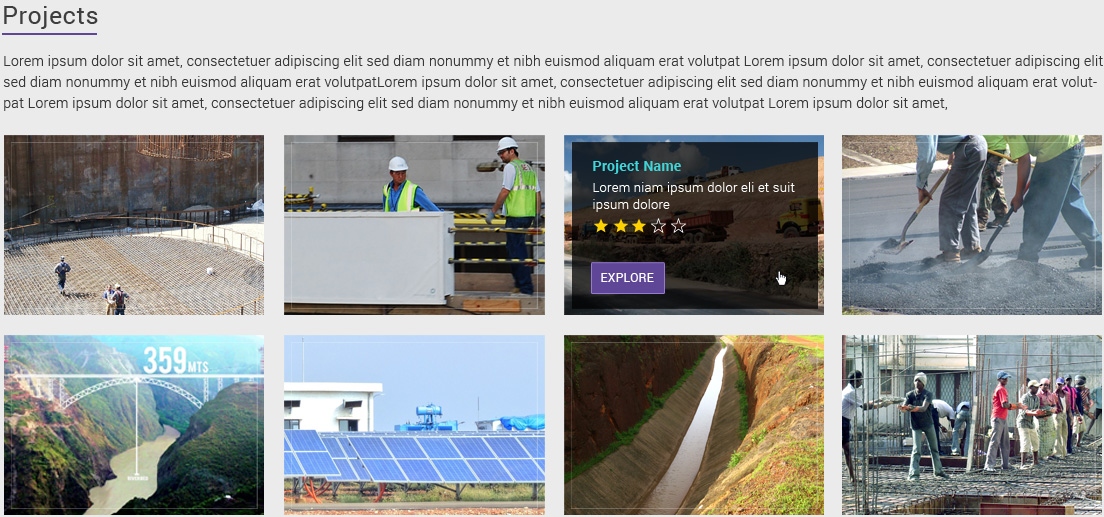 Projects
Lorem ipsum dolor sit amet, consectetuer adipiscing elit sed diam nonummy et nibh euismod aliquam erat volutpat Lorem ipsum dolor sit amet, consectetuer adipiscing elit
sed diam nonummy et nibh euismod aliquam erat volutpatLorem ipsum dolor sit amet, consectetuer adipiscing elit sed diam nonummy et nibh euismod aliquam erat volut-
pat Lorem ipsum dolor sit amet, consectetuer adipiscing elit sed diam nonummy et nibh euismod aliquam erat volutpat Lorem ipsum dolor sit amet,
Project Name
Lorem niam ipsum dolor eli et suit
ipsum dolore
EXPLORE
359 MTS